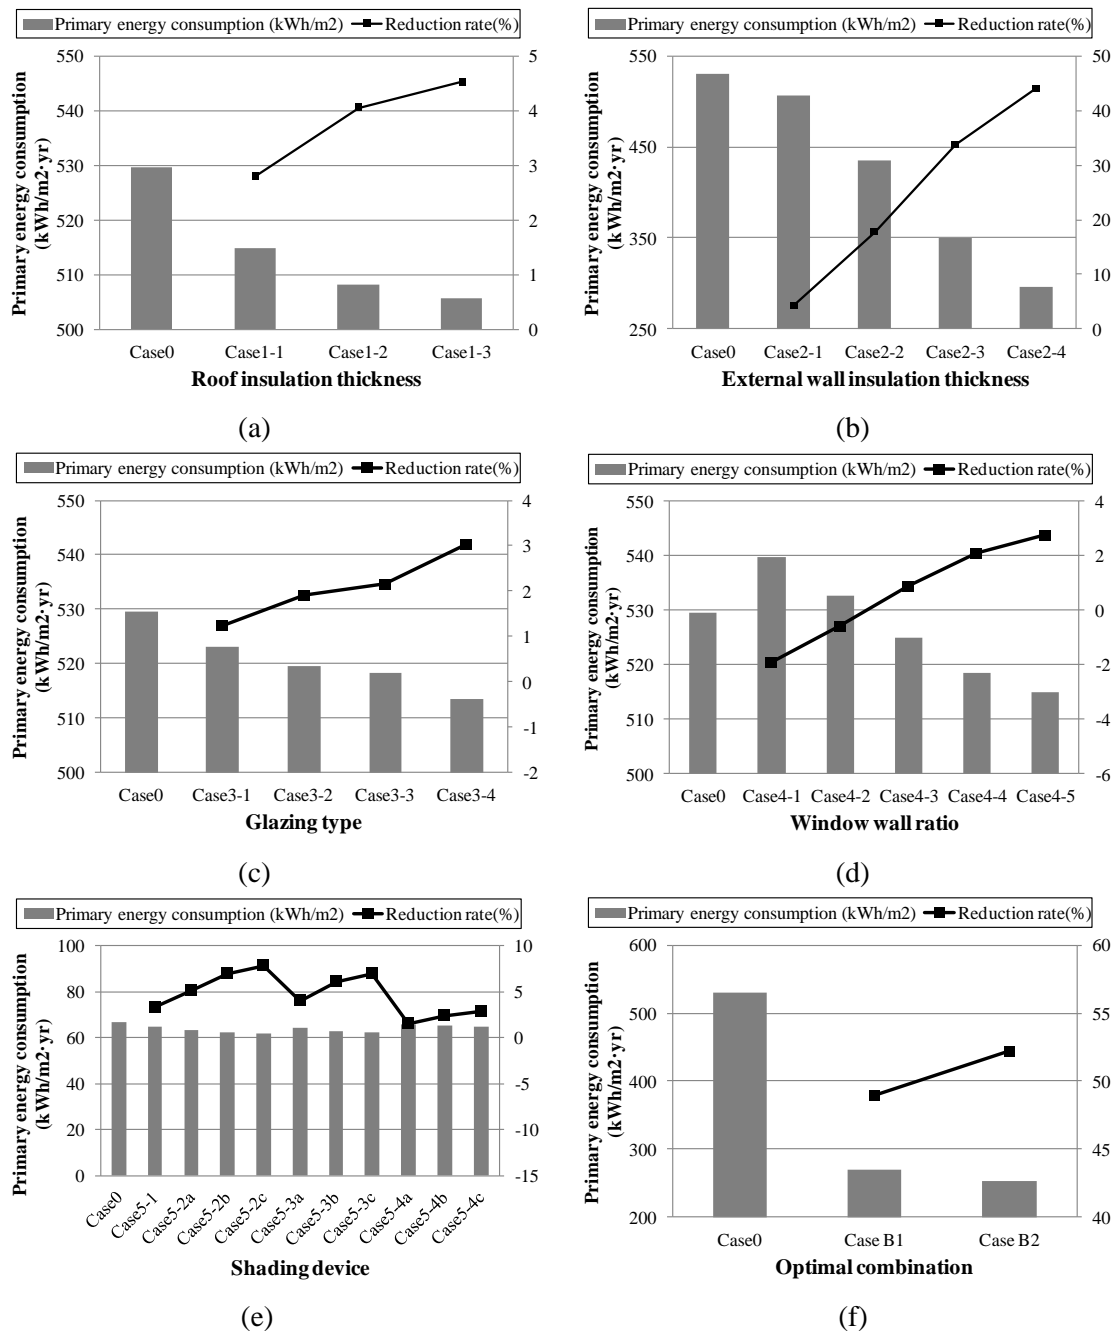 Primary energy consumption (kWh/m2) Reduction rate(%)
550
540
530
520
510
500
5
4
3
2
1
0
Primary energy consumption
(kWh/m2·yr)
Case0 Case1-1 Case1-2 Case1-3
Roof insulation thickness
(a)
Primary energy consumption (kWh/m2) Reduction rate(%)
550
450
350
250
50
40
30
20
10
0
Primary energy consumption
(kWh/m2·yr)
Case0 Case2-1 Case2-2 Case2-3 Case2-4
External wall insulation thickness
(b)
Primary energy consumption (kWh/m2) Reduction rate(%)
550
540
530
520
510
500
4
3
2
1
0
-1
-2
Primary energy consumption
(kWh/m2·yr)
Case0 Case3-1 Case3-2 Case3-3 Case3-4
Glazing type
(c)
Primary energy consumption (kWh/m2) Reduction rate(%)
550
540
530
520
510
500
4
2
0
-2
-4
-6
Primary energy consumption
(kWh/m2·yr)
Case0 Case4-1 Case4-2 Case4-3 Case4-4 Case4-5
Window wall ratio
(d)
Primary energy consumption (kWh/m2) Reduction rate(%)
100
80
60
40
20
0
10
5
0
-5
-10
-15
Primary energy consumption
(kWh/m2·yr)
Case0 Case5-1 Case5-2a Case5-2b Case5-2c Case5-3a Case5-3b Case5-3c Case5-4a Case5-4b Case5-4c
Shading device
(e)
Primary energy consumption (kWh/m2) Reduction rate(%)
600
500
400
300
200
60
55
50
45
40
Primary energy consumption
(kWh/m2·yr)
Case0 Case B1 Case B2
Optimal combination
(f)